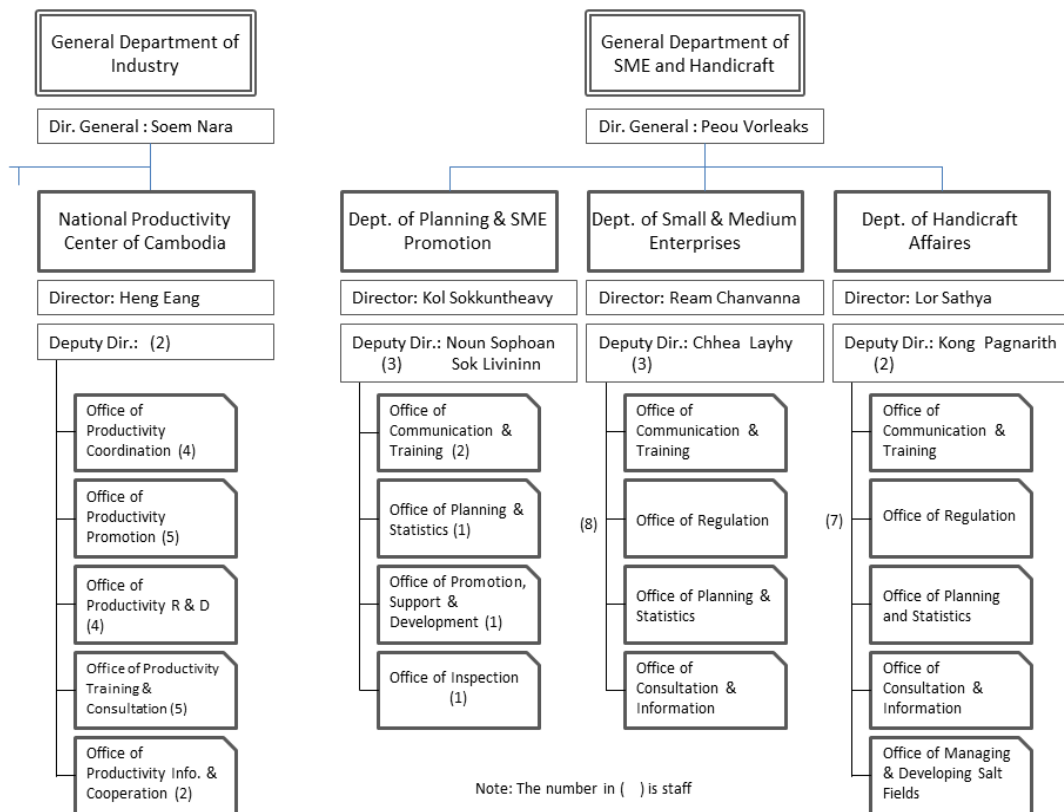 General Department of
Industry
Dir. General : Soem Nara
National Productivity
Center of Cambodia
Director: Heng Eang
Deputy Dir.: (2)
Office of
Productivity
Coordination (4)
Office of
Productivity
Promotion (5)
Office of
Productivity R & D
(4)
Office of Productivity
Training &
Consultation (5)
Office of
Productivity Info. &
Cooperation (2)
General Department of
SME and Handicraft
Dir. General : Peou Vorleaks
Dept. of Planning & SME
Promotion
Director: Kol Sokkuntheavy
Deputy Dir.: Noun Sophoan
(3) Sok Livininn
Office of
Communication &
Training (2)
Office of Planning &
Statistics (1)
Office of Promotion,
Support &
Development (1)
Office of Inspection
(1)
Dept. of Small & Medium
Enterprises
Director: Ream Chanvanna
Deputy Dir.: Chhea Layhy
(3)
(8)
Office of
Communication &
Training
Office of Regulation
Office of Planning &
Statistics
Office of
Consultation &
Information
Dept. of Handicraft
Affaires
Director: Lor Sathya
Deputy Dir.: Kong Pagnarith
(2)
(7)
Office of
Communication &
Training
Office of Regulation
Office of Planning
and Statistics
Office of
Consultation &
Information
Office of Managing
& Developing Salt
Fields
Note: The number in ( ) is staff